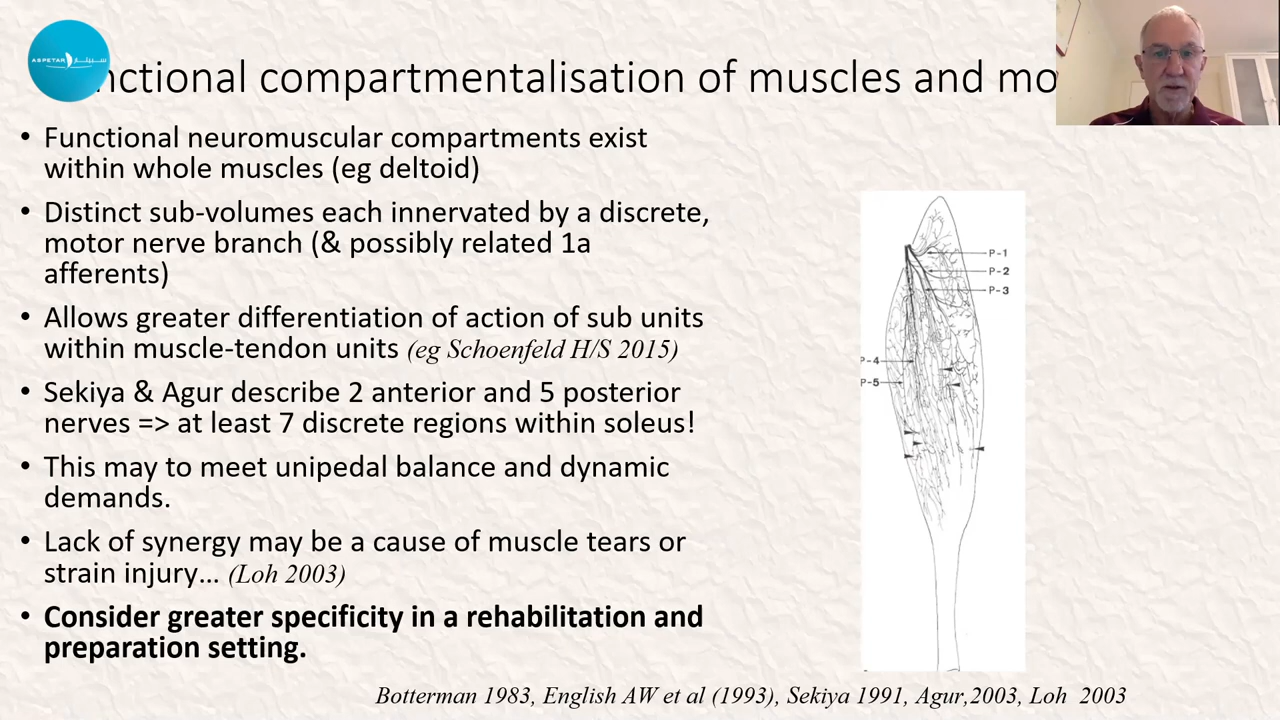 ASPETAR سبيتار
nctional compartmentalisation of muscles and mo
• Functional neuromuscular compartments exist
within whole muscles (eg deltoid)
• Distinct sub-volumes each innervated by a discrete,
motor nerve branch (& possibly related 1a
afferents)
• Allows greater differentiation of action of sub units
within muscle-tendon units (eg Schoenfeld H/S 2015)
• Sekiya & Agur describe 2 anterior and 5 posterior
nerves => at least 7 discrete regions within soleus!
• This may to meet unipedal balance and dynamic
demands.
• Lack of synergy may be a cause of muscle tears or
strain injury... (Loh 2003)
• Consider greater specificity in a rehabilitation and
preparation setting.
P-1
P-2
P-3
P-4
P-5
Botterman 1983, English AW et al (1993), Sekiya 1991, Agur,2003, Loh 2003